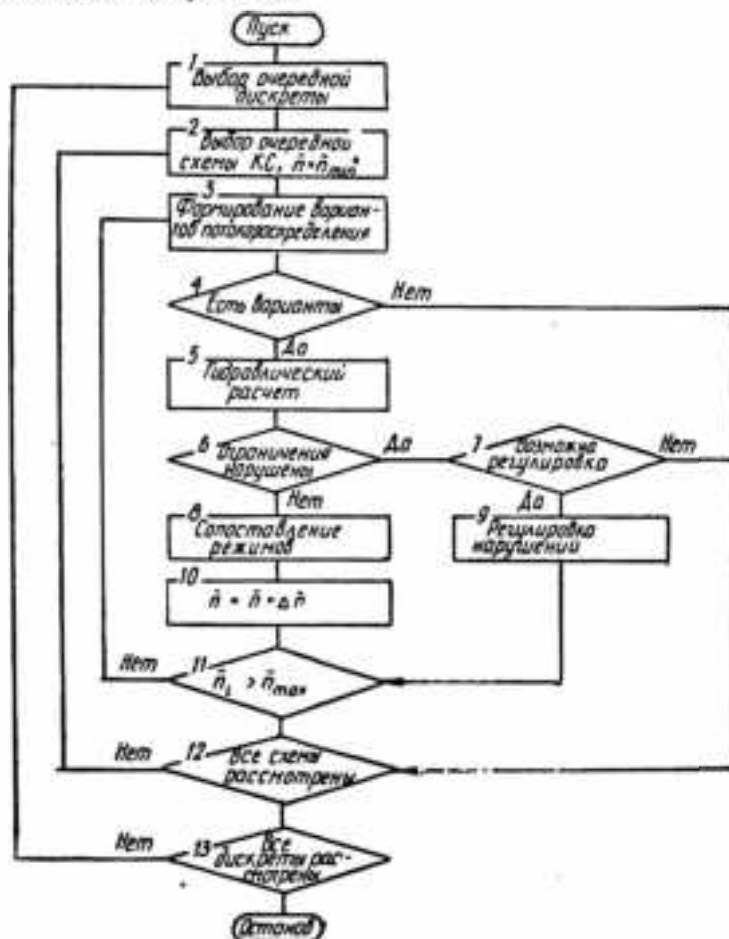 Пуск
1
Выбор очередной
дискреты
2
Выбор очередной
схемы КС, n̄=n̄min
3
Формирование вариан-
тов потокораспределения
4
Есть варианты
Нет
Да
5
Гидравлический
расчет
6
Ограничения
нарушены
Да
7
Возможна
регулировка
Нет
Нет
Да
8
Сопоставление
режимов
9
Регулировка
нарушений
10
Нет
11
n̄i > n̄max
Нет
12
Все схемы
рассмотрены
Нет
13
Все
дискреты рас-
смотрены
Останов